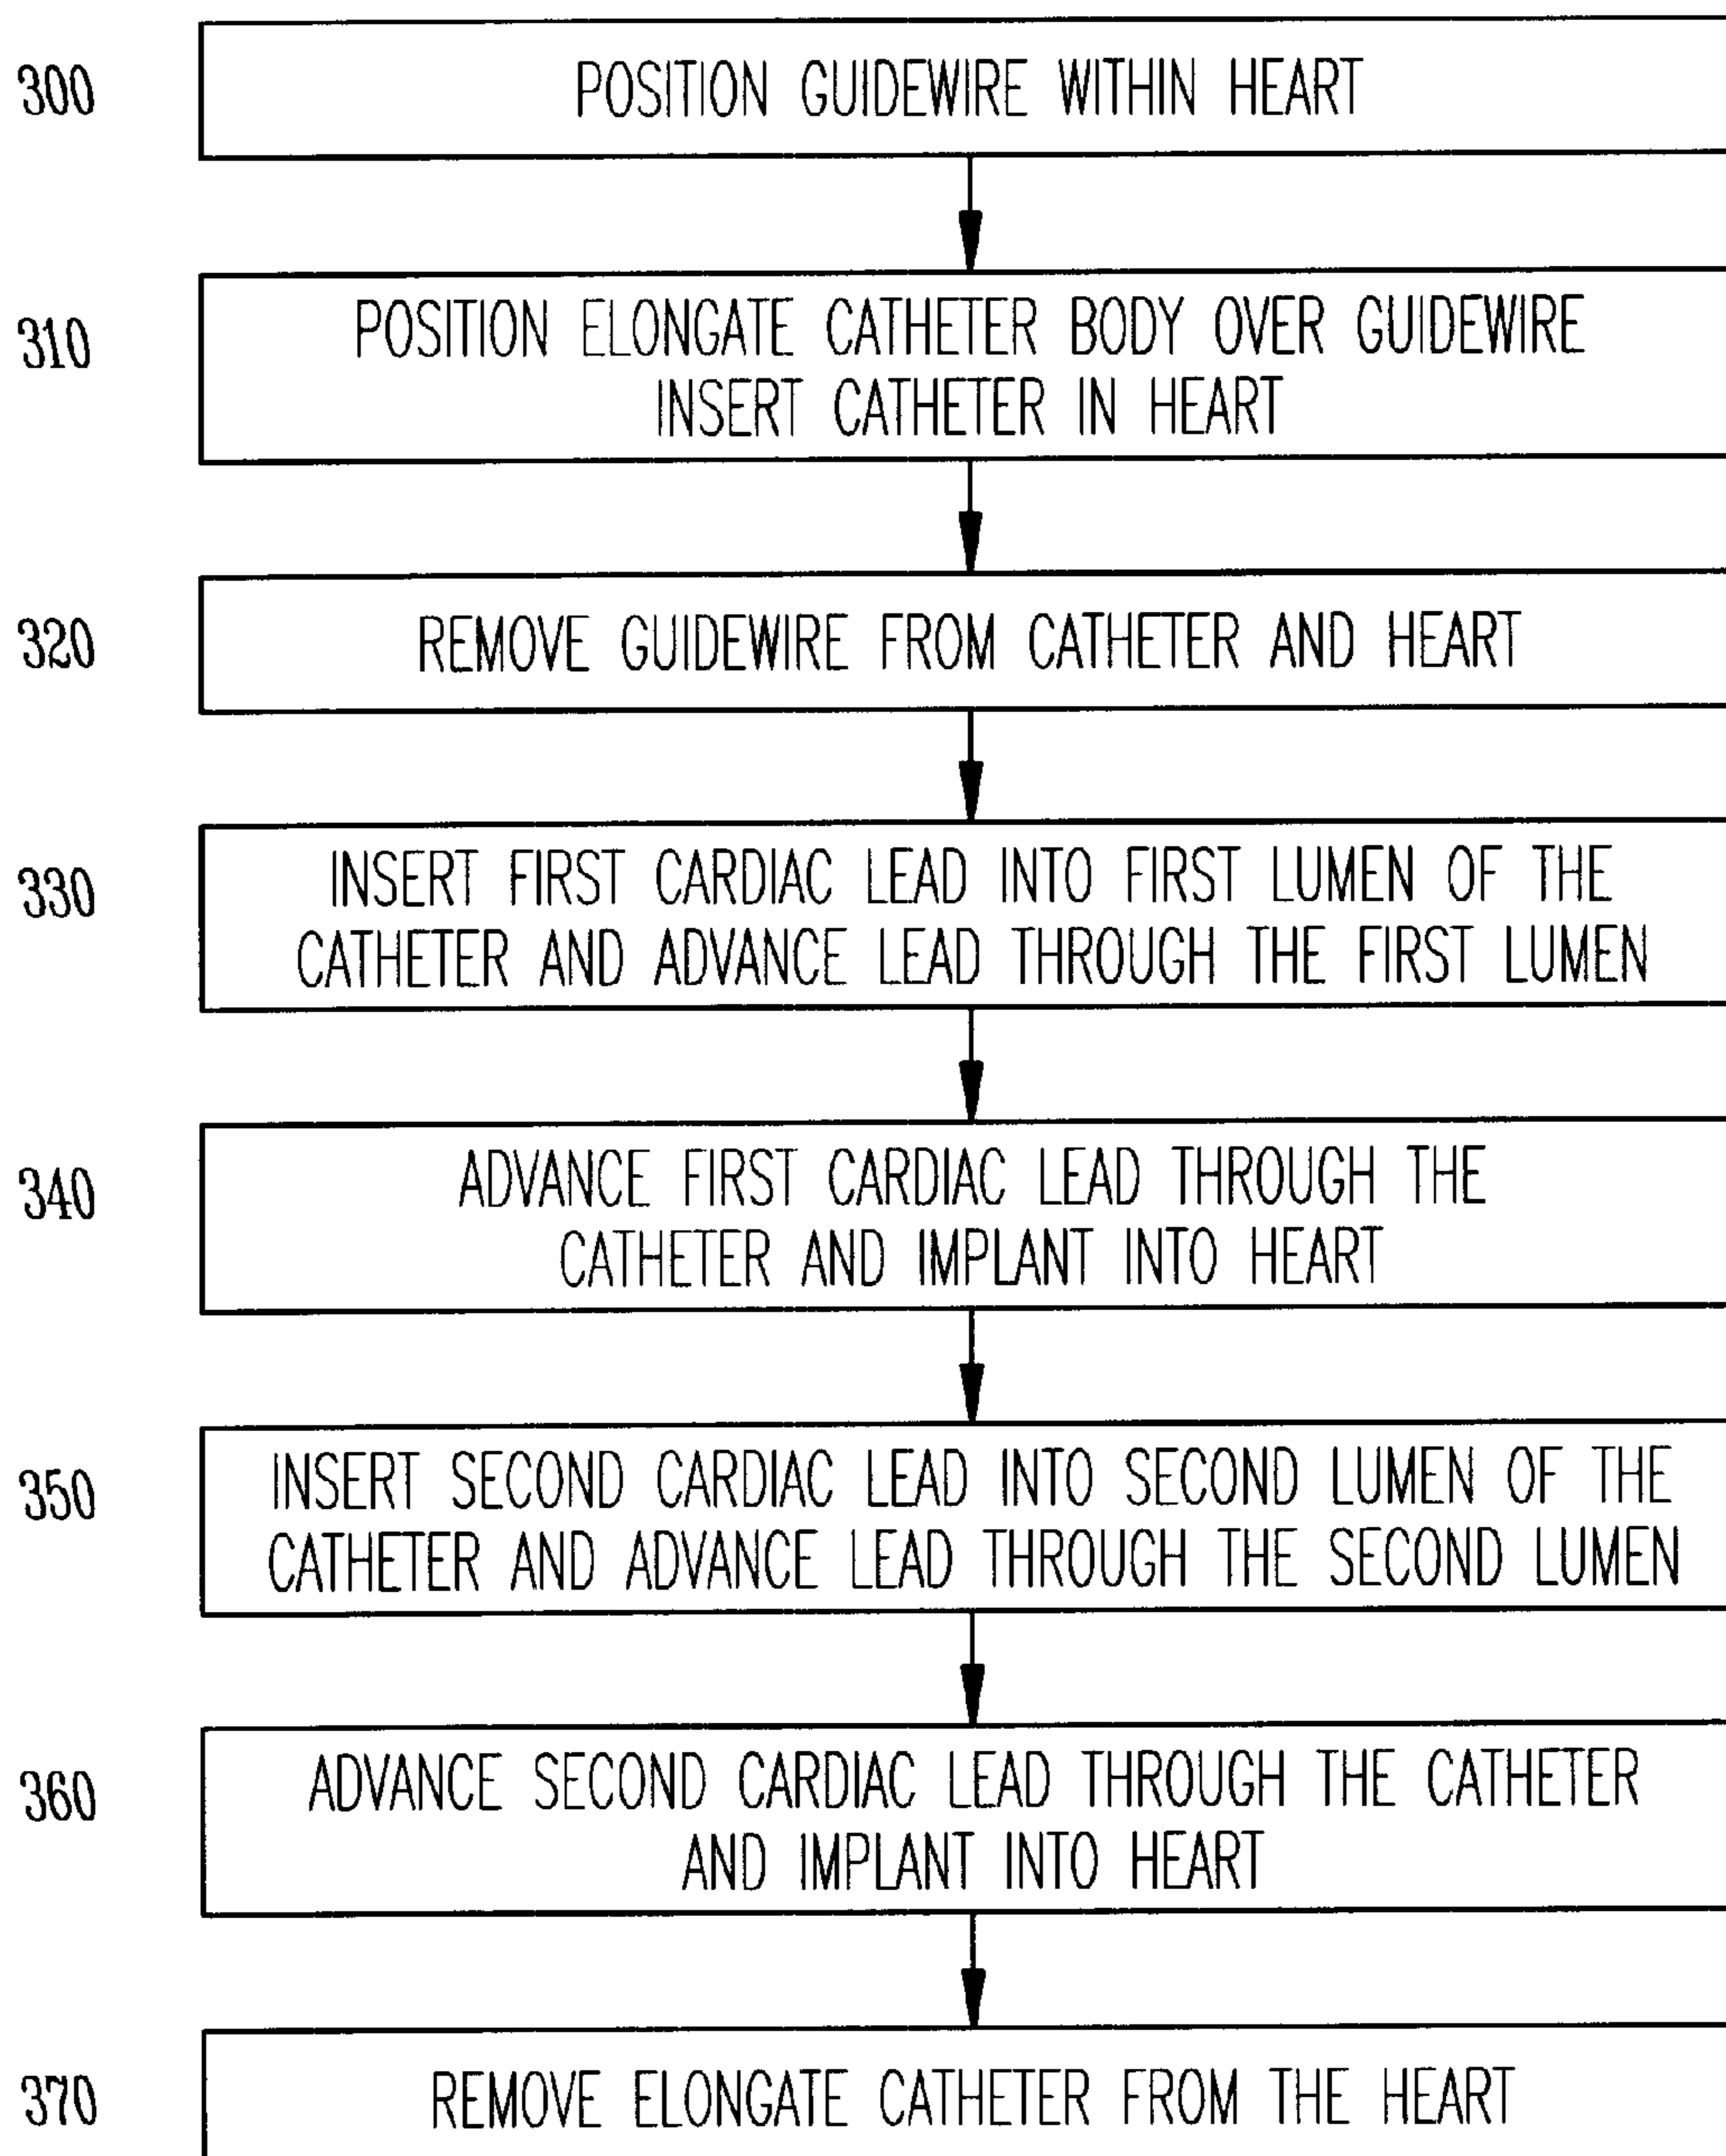 300
POSITION GUIDEWIRE WITHIN HEART
310
POSITION ELONGATE CATHETER BODY OVER GUIDEWIRE
INSERT CATHETER IN HEART
320
REMOVE GUIDEWIRE FROM CATHETER AND HEART
330
INSERT FIRST CARDIAC LEAD INTO FIRST LUMEN OF THE
CATHETER AND ADVANCE LEAD THROUGH THE FIRST LUMEN
340
ADVANCE FIRST CARDIAC LEAD THROUGH THE
CATHETER AND IMPLANT INTO HEART
350
INSERT SECOND CARDIAC LEAD INTO SECOND LUMEN OF THE
CATHETER AND ADVANCE LEAD THROUGH THE SECOND LUMEN
360
ADVANCE SECOND CARDIAC LEAD THROUGH THE CATHETER
AND IMPLANT INTO HEART
370
REMOVE ELONGATE CATHETER FROM THE HEART